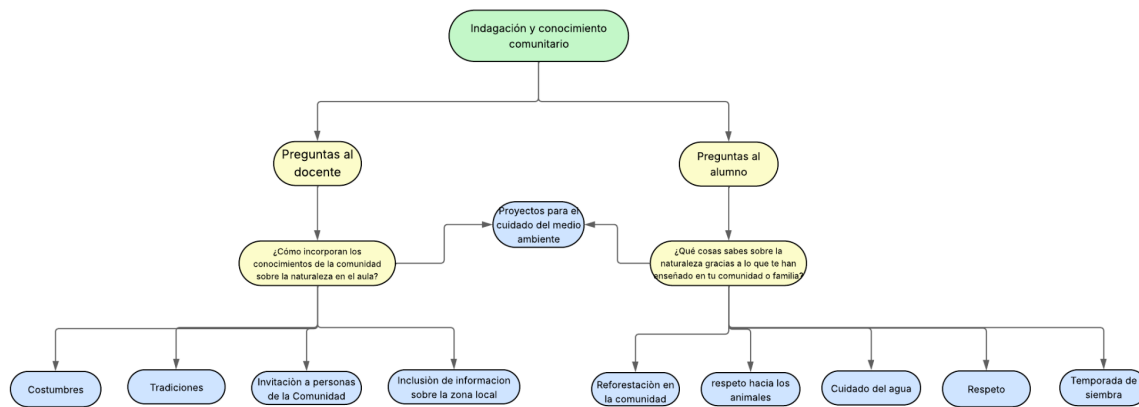 Indagación y conocimiento
comunitario
Preguntas al
docente
Preguntas al
alumno
Proyectos para el
cuidado del medio
ambiente
¿Cómo incorporan los
conocimientos de la comunidad
sobre la naturaleza en el aula?
¿Qué cosas sabes sobre la
naturaleza gracias a lo que te han
enseñado en tu comunidad o familia?
Costumbres
Tradiciones
Invitaciòn a personas
de la Comunidad
Inclusiòn de informacion
sobre la zona local
Reforestaciòn en
la comunidad
respeto hacia los
animales
Cuidado del agua
Respeto
Temporada de
siembra